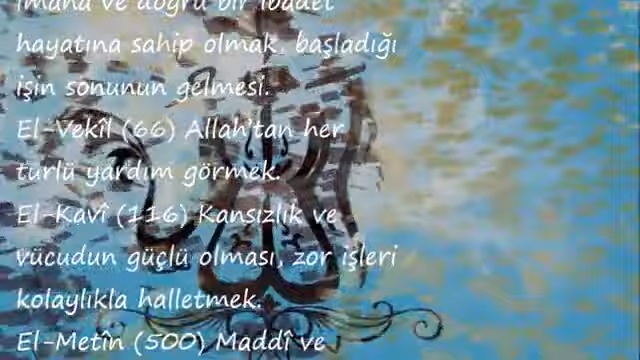 imana ve doğru bir ibadet
hayatına sahip olmak, başladığı
işin sonunun gelmesi.
El-Vekîl (66) Allah'tan her
türlü yardım görmek.
El-Kavî (116) Kansızlık ve
vücudun güçlü olması, zor işleri
kolaylıkla halletmek.
El-Metîn (500) Maddî ve